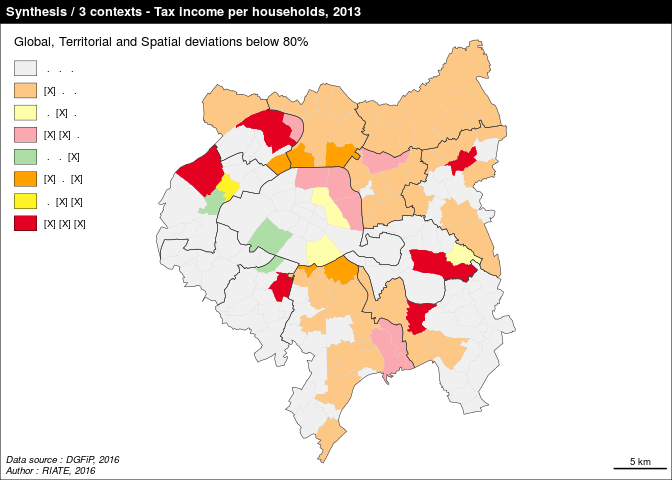 Synthesis / 3 contexts - Tax income per households, 2013
Global, Territorial and Spatial deviations below 80%
. . .
[X] . .
. [X] .
[X] [X] .
. . [X]
[X] . [X]
. [X] [X]
[X] [X] [X]
Data source : DGFiP, 2016
Author : RIATE, 2016
5 km